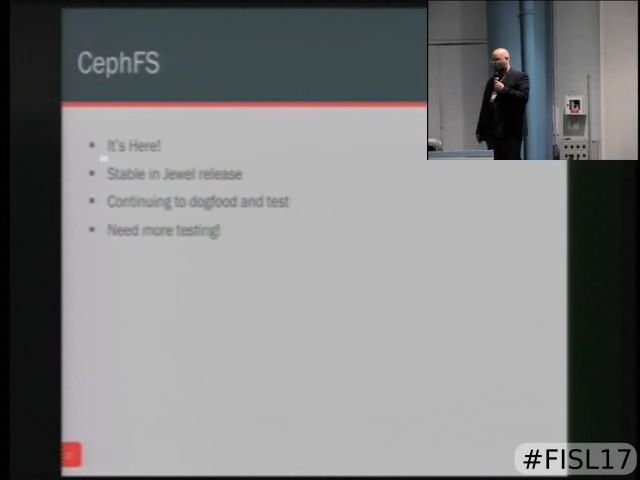 CephFS
It's Here!
Stable in Jewel release
Continuing to dogfood and test
Need more testing!
#FISL17